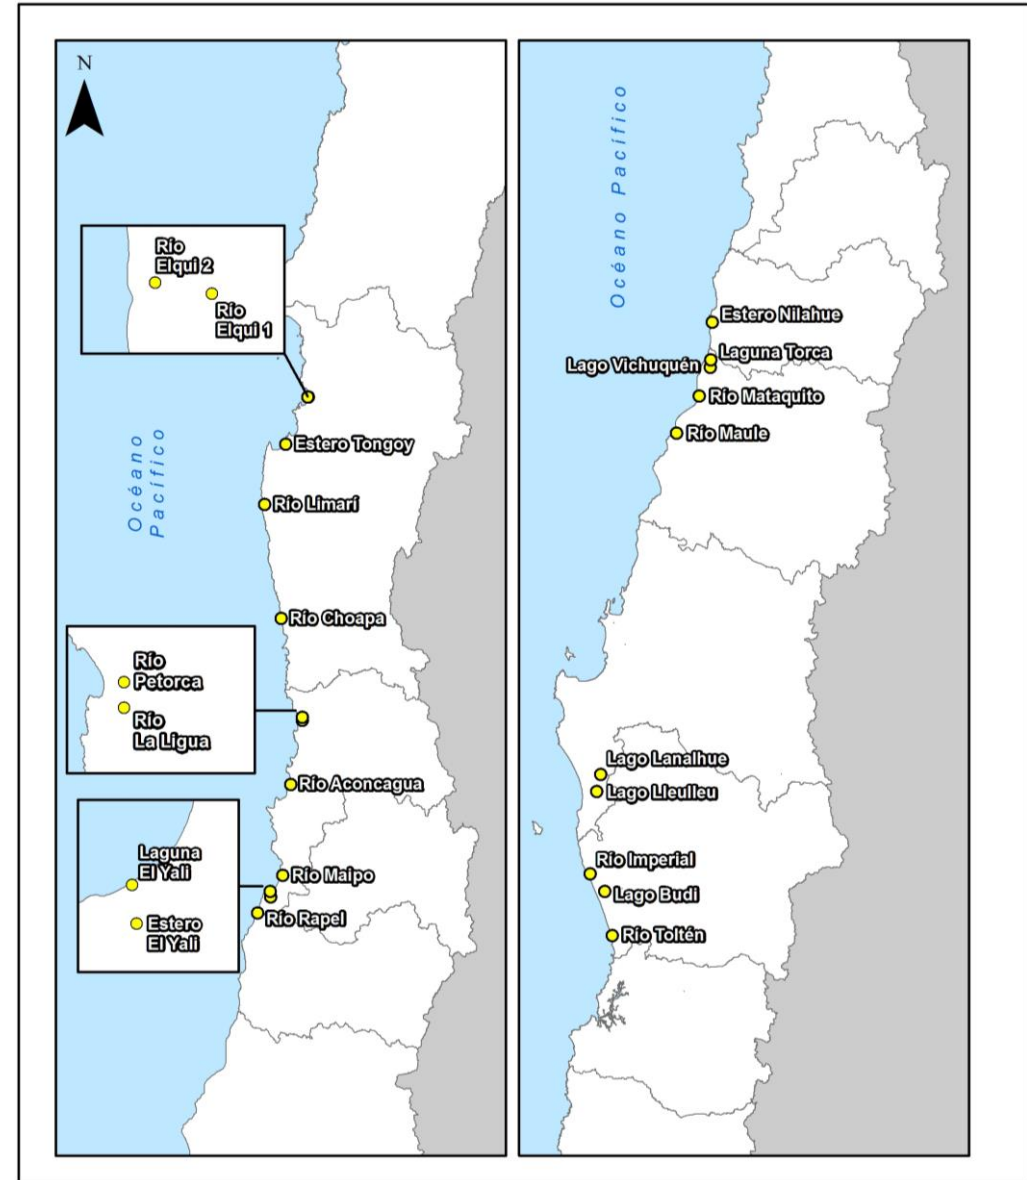 N
Río
Elqui 2
Río
Elqui 1
Océano
Pacífico
Estero Tongoy
Río Limarí
Río Choapa
Río
Petorca
Río
La Ligua
Río Aconcagua
Laguna
El Yali
Estero
El Yali
Río Maipo
Río Rapel
Océano Pacífico
Estero Nilahue
Laguna Torca
Lago Vichuquén
Río Mataquito
Río Maule
Lago Lanalhue
Lago Lleulleu
Río Imperial
Lago Budi
Río Toltén